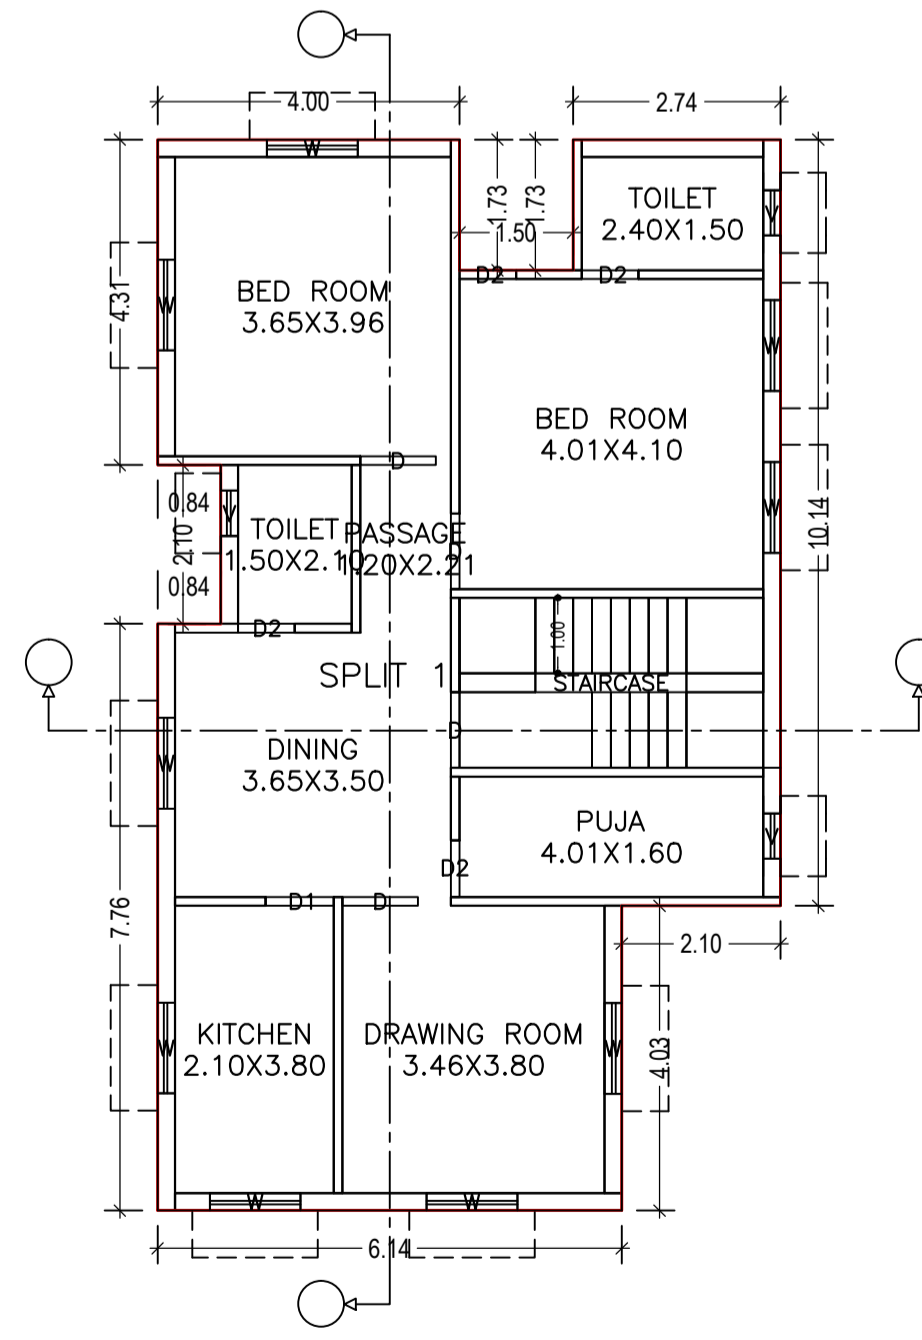 4.00
2.74
W
1.73
1.73
1.50
TOILET
2.40X1.50
V
D2
D2
4.31
W
BED ROOM
3.65X3.96
W
BED ROOM
4.01X4.10
D
0.84
2.10
0.84
V
TOILET
1.50X2.10
PASSAGE
1.20X2.21
D
W
10.14
D2
1.00
SPLIT 1
STAIRCASE
D
W
DINING
3.65X3.50
PUJA
4.01X1.60
V
D2
7.76
D1
D
2.10
W
KITCHEN
2.10X3.80
DRAWING ROOM
3.46X3.80
W
4.03
W
W
6.14